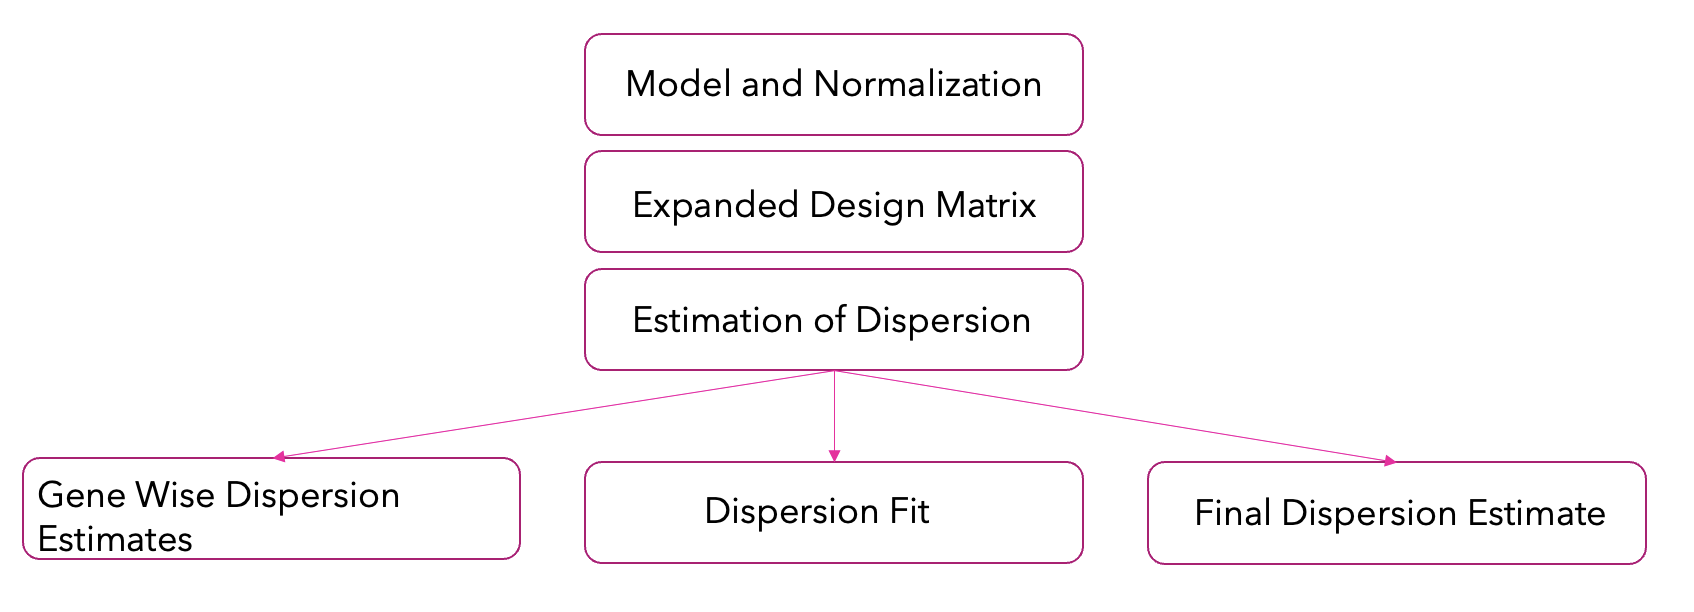 Model and Normalization
Expanded Design Matrix
Estimation of Dispersion
Gene Wise Dispersion
Estimates
Dispersion Fit
Final Dispersion Estimate